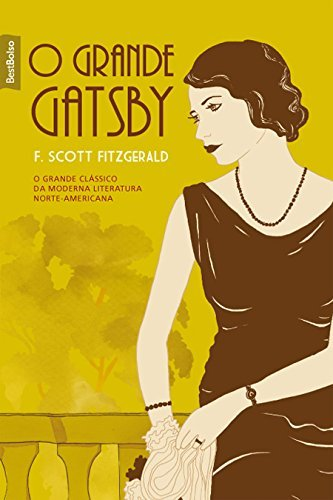 BestBolso
O GRANDE
GATSBY
F. SCOTT FITZGERALD
O GRANDE CLÁSSICO
DA MODERNA LITERATURA
NORTE-AMERICANA